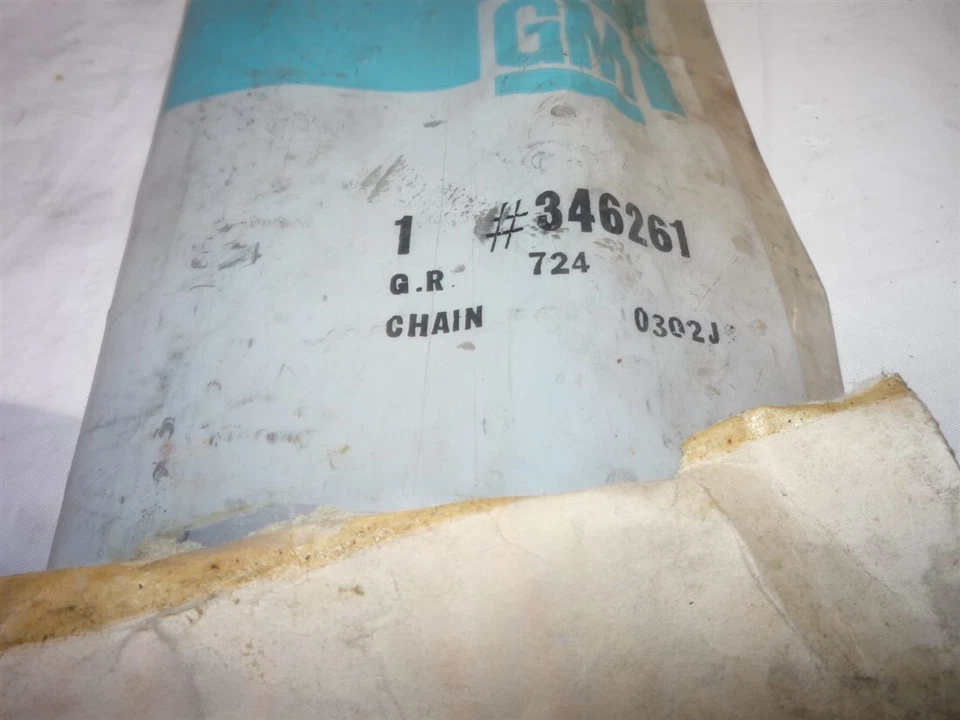 GM
1 #346261
G.R. 724
CHAIN 0302J